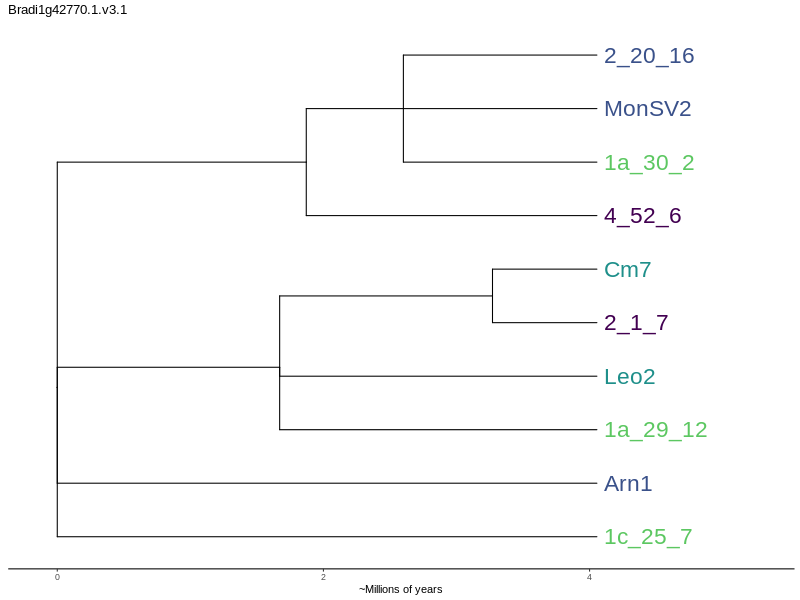 Bradi1g42770.1.v3.1
2_20_16
MonSV2
1a_30_2
4_52_6
Cm7
2_1_7
Leo2
1a_29_12
Arn1
1c_25_7
0 2 4
~Millions of years